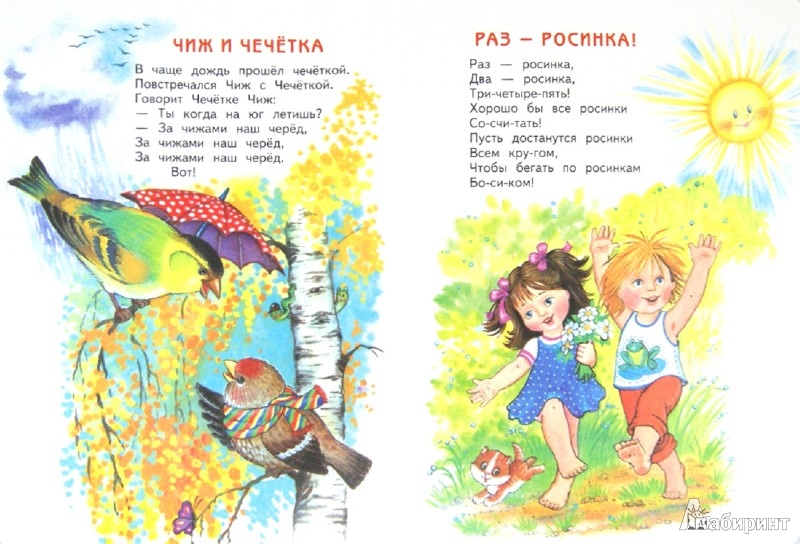 ЧИЖ И ЧЕЧЁТКА
В чаще дождь прошёл чечёткой.
Повстречался Чиж с Чечёткой.
Говорит Чечётке Чиж:
— Ты когда на юг летишь?
— За чижами наш черёд,
За чижами наш черёд,
За чижами наш черёд.
Вот!
РАЗ — РОСИНКА!
Раз — росинка,
Два — росинка,
Три-четыре-пять!
Хорошо бы все росинки
Со-счи-тать!
Пусть достанутся росинки
Всем кру-гом,
Чтобы бегать по росинкам
Бо-си-ком!
Лабиринт